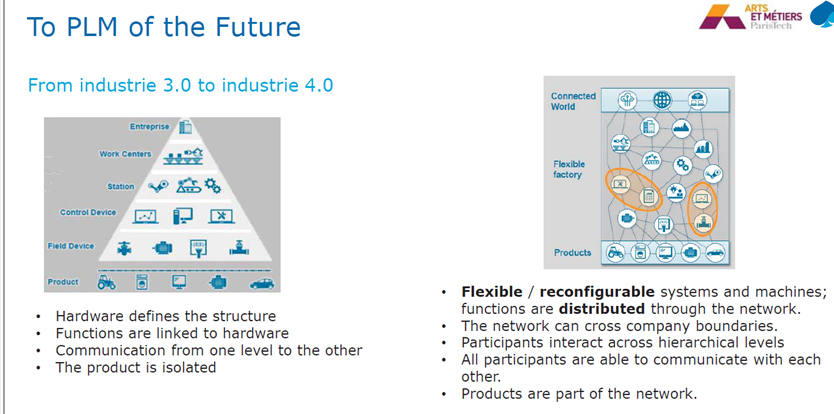 To PLM of the Future
ARTS
ET MÉTIERS
ParisTech
From industrie 3.0 to industrie 4.0
Entreprise
Work Centers
Station
Control Device
Field Device
Product
• Hardware defines the structure
• Functions are linked to hardware
• Communication from one level to the other
• The product is isolated
Connected
World
Flexible
factory
Products
• Flexible / reconfigurable systems and machines;
functions are distributed through the network.
• The network can cross company boundaries.
• Participants interact across hierarchical levels
• All participants are able to communicate with each
other.
• Products are part of the network.